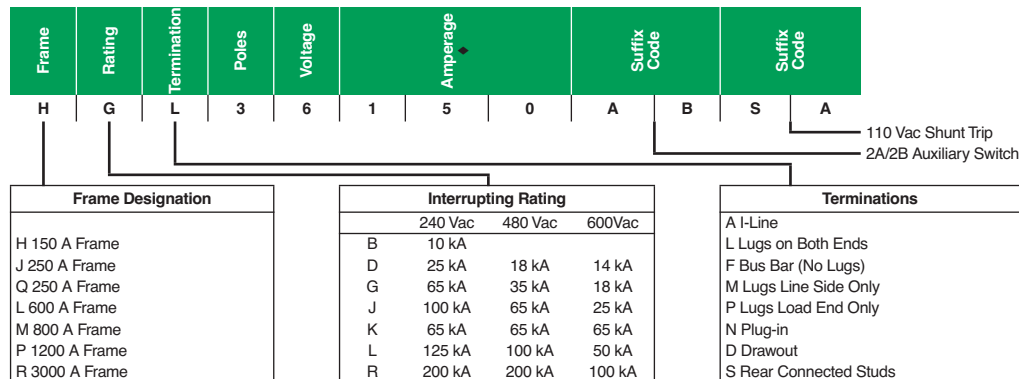 Frame Rating Termination Poles Voltage Amperage♦ Suffix Code Suffix Code
H G L 3 6 1 5 0 A B S A
110 Vac Shunt Trip
2A/2B Auxiliary Switch
Frame Designation
H 150 A Frame
J 250 A Frame
Q 250 A Frame
L 600 A Frame
M 800 A Frame
P 1200 A Frame
R 3000 A Frame
Interrupting Rating
240 Vac 480 Vac 600Vac
B 10 kA
D 25 kA 18 kA 14 kA
G 65 kA 35 kA 18 kA
J 100 kA 65 kA 25 kA
K 65 kA 65 kA 65 kA
L 125 kA 100 kA 50 kA
R 200 kA 200 kA 100 kA
Terminations
A I-Line
L Lugs on Both Ends
F Bus Bar (No Lugs)
M Lugs Line Side Only
P Lugs Load End Only
N Plug-in
D Drawout
S Rear Connected Studs